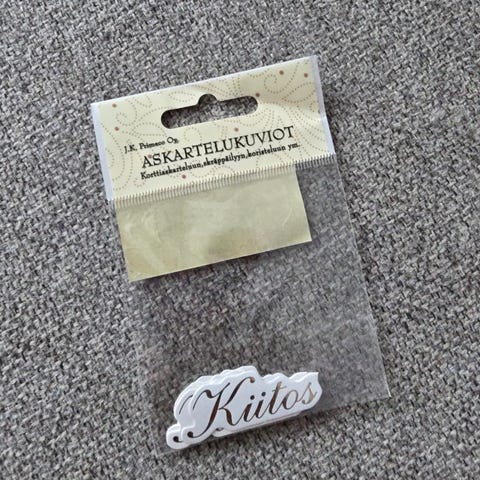 J.K. Primeco Oy.
ASKARTELUKUVIOT
Korttiaskarteluun,skräppäilyyn,koristeluun ym.
Kiitos